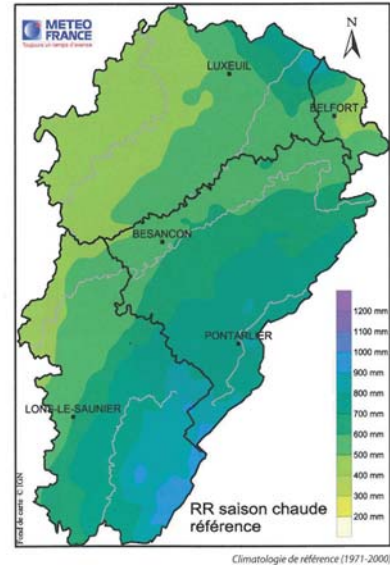 METEO
FRANCE
Toujours un temps d'avance
N
LUXEUIL
BELFORT
BESANCON
PONTARLIER
LONS-LE-SAUNIER
1200 mm
1100 mm
1000 mm
900 mm
800 mm
700 mm
600 mm
500 mm
400 mm
300 mm
200 mm
RR saison chaude
référence
Fond de carte © IGN
Climatologie de référence (1971-2000)